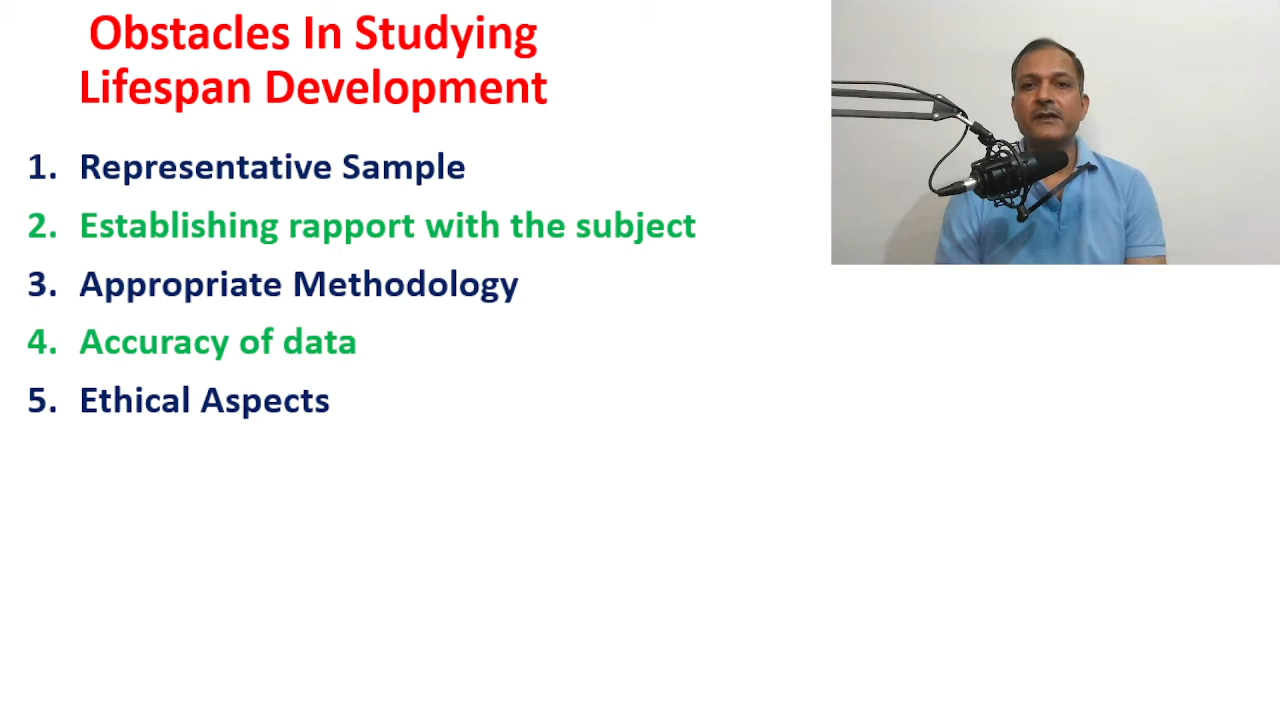 Obstacles In Studying
Lifespan Development
1. Representative Sample
2. Establishing rapport with the subject
3. Appropriate Methodology
4. Accuracy of data
5. Ethical Aspects